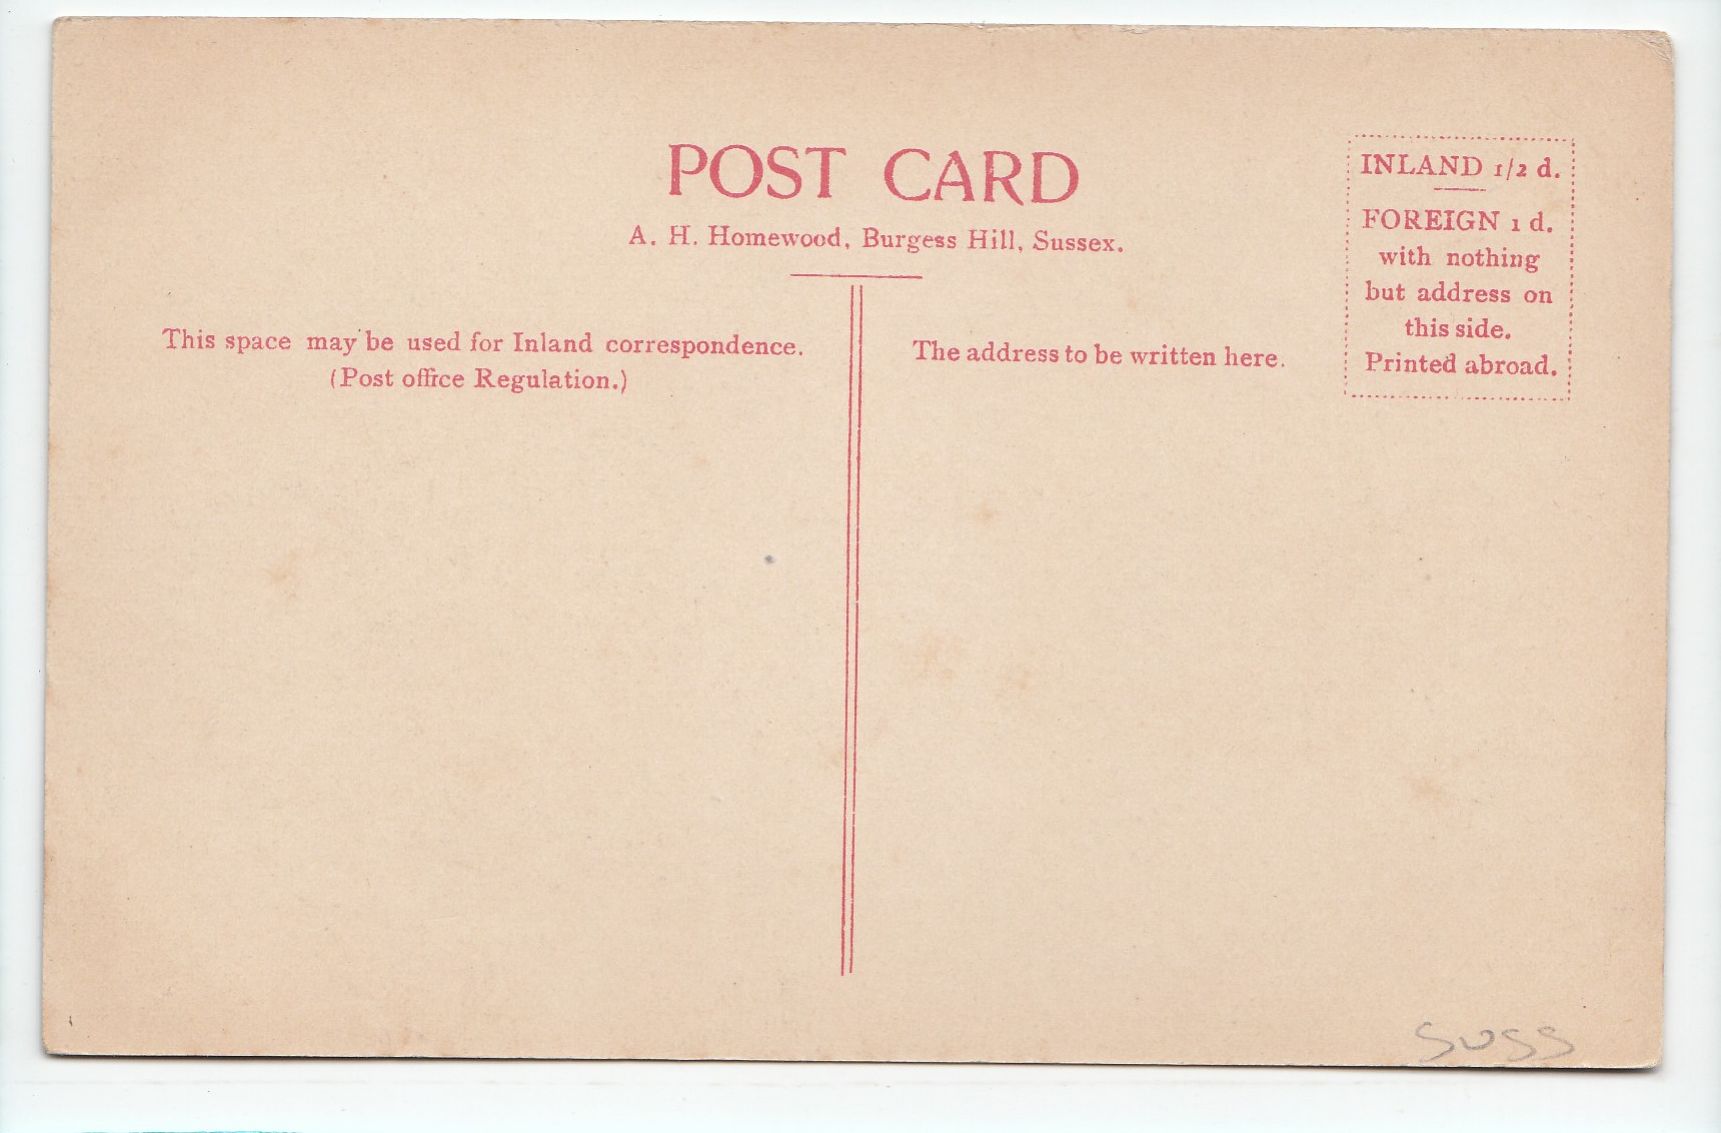 POST CARD
A. H. Homewood, Burgess Hill, Sussex.
This space may be used for Inland correspondence.
(Post office Regulation.)
The address to be written here.
INLAND 1/2 d.
FOREIGN 1 d.
with nothing
but address on
this side.
Printed abroad.
SUSS